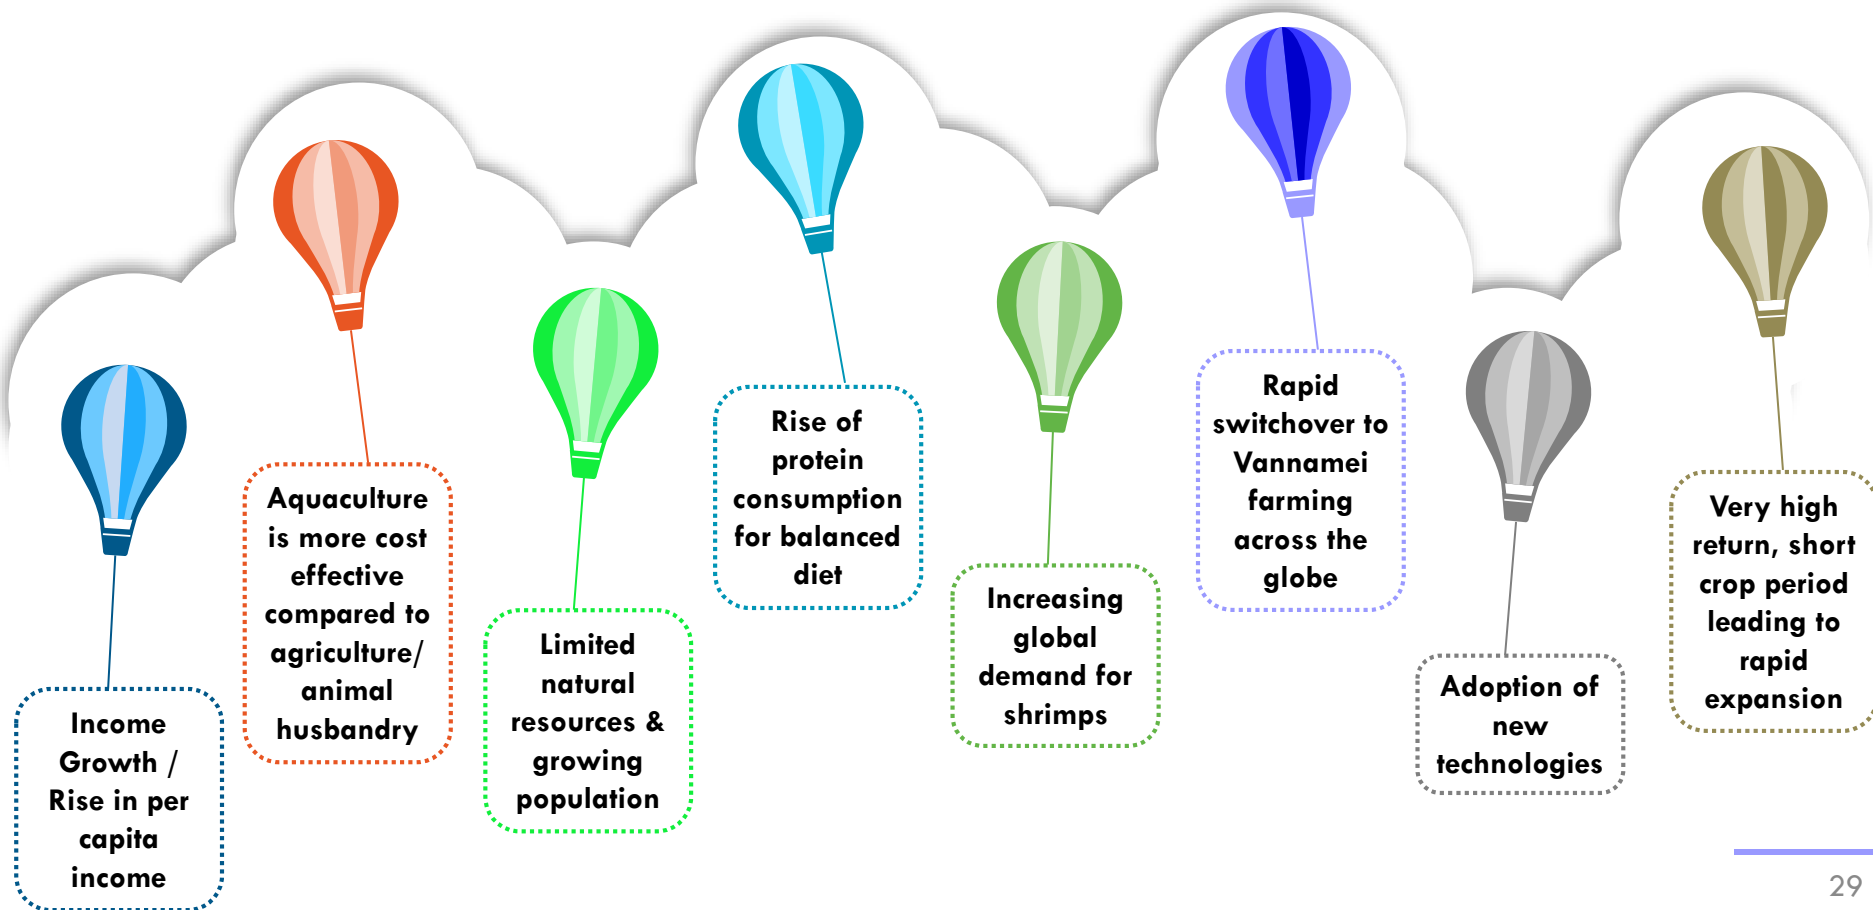 Income
Growth /
Rise in per
capita
income
Aquaculture
is more cost
effective
compared to
agriculture/
animal
husbandry
Limited
natural
resources &
growing
population
Rise of
protein
consumption
for balanced
diet
Increasing
global
demand for
shrimps
Rapid
switchover to
Vannamei
farming
across the
globe
Adoption of
new
technologies
Very high
return, short
crop period
leading to
rapid
expansion
29